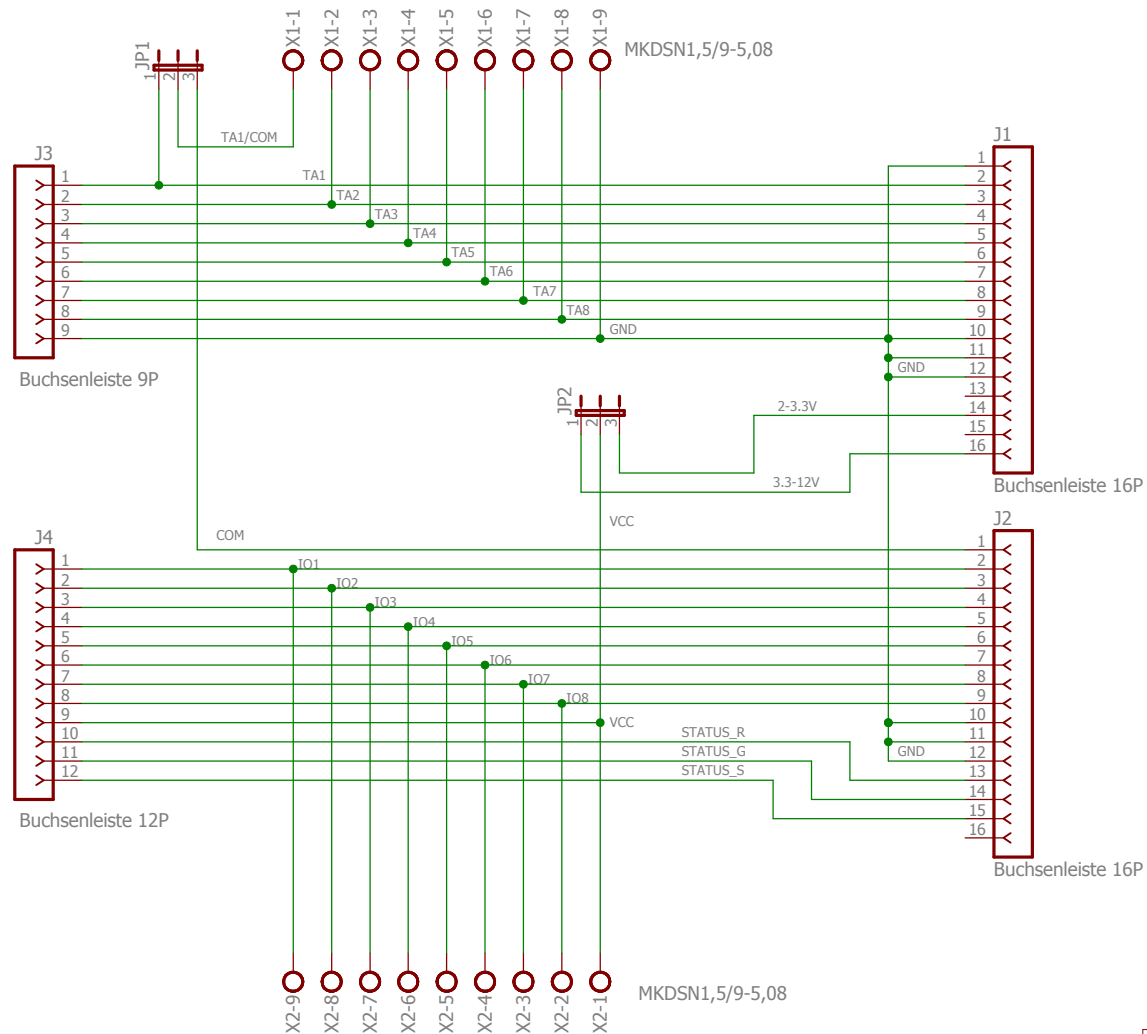 X1-1
X1-2
X1-3
X1-4
X1-5
X1-6
X1-7
X1-8
X1-9
MKDSN1,5/9-5,08
JP1
1
2
3
TA1/COM
J3
1
2
3
4
5
6
7
8
9
Buchsenleiste 9P
TA1
TA2
TA3
TA4
TA5
TA6
TA7
TA8
GND
J1
1
2
3
4
5
6
7
8
9
10
11
12
13
14
15
16
GND
Buchsenleiste 16P
JP2
1
2
3
2-3.3V
3.3-12V
VCC
COM
J4
1
2
3
4
5
6
7
8
9
10
11
12
Buchsenleiste 12P
IO1
IO2
IO3
IO4
IO5
IO6
IO7
IO8
VCC
STATUS_R
STATUS_G
STATUS_S
J2
1
2
3
4
5
6
7
8
9
10
11
12
13
14
15
16
GND
Buchsenleiste 16P
X2-9
X2-8
X2-7
X2-6
X2-5
X2-4
X2-3
X2-2
X2-1
MKDSN1,5/9-5,08